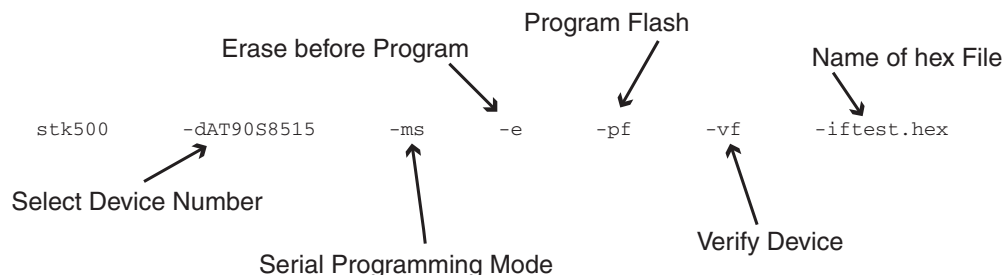 Program Flash
Erase before Program
Name of hex File
stk500 -dAT90S8515 -ms -e -pf -vf -iftest.hex
Select Device Number
Verify Device
Serial Programming Mode